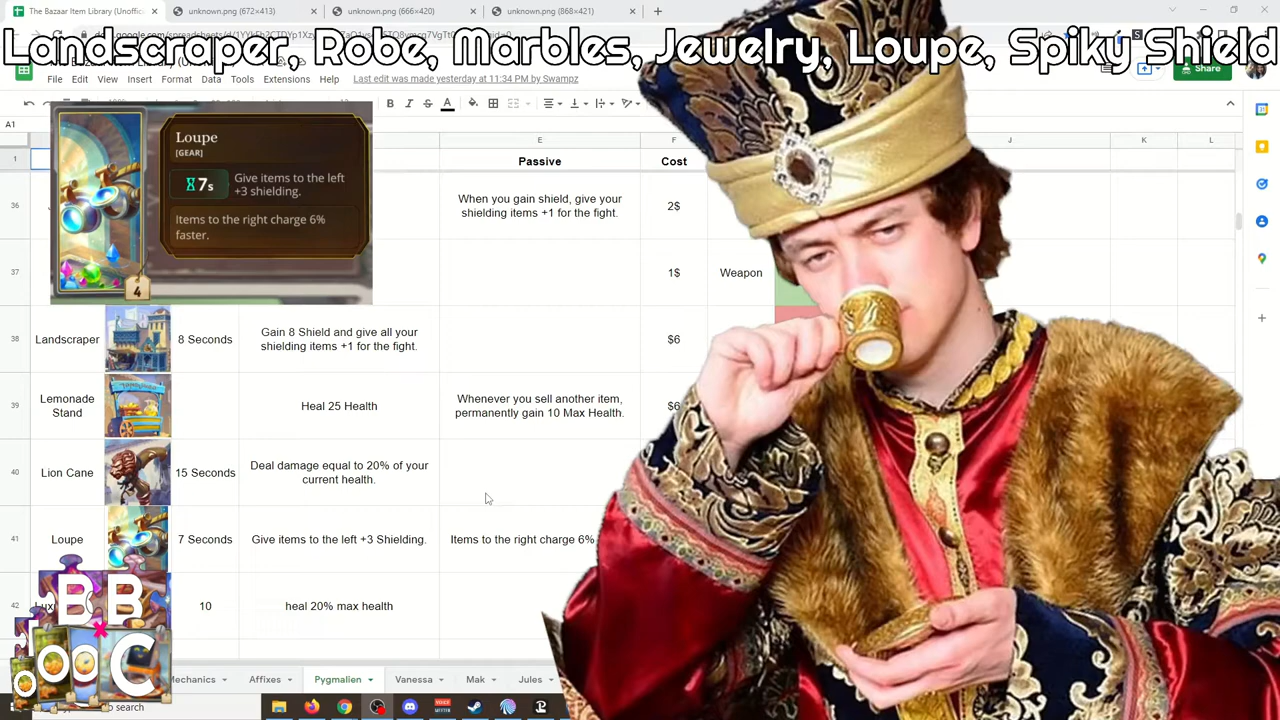 The Bazaar Item Library (Unoffic
unknown.png (672×413)
unknown.png (666×420)
unknown.png (868×421)
Landscraper, Robe, Marbles, Jewelry, Loupe, Spiky Shield
File Edit View Insert Format Data Tools Extensions Help
Last edit was made yesterday at 11:34 PM by Swampz
Share
A1
E J K L
1 Passive Cost
Loupe
[GEAR]
7s Give items to the left
+3 shielding.
Items to the right charge 6%
faster.
4
36 When you gain shield, give your
shielding items +1 for the fight.
2$
37 1$ Weapon
38 Landscraper 8 Seconds Gain 8 Shield and give all your
shielding items +1 for the fight.
$6
39 Lemonade
Stand
Heal 25 Health
Whenever you sell another item,
permanently gain 10 Max Health.
$6
40 Lion Cane 15 Seconds Deal damage equal to 20% of your
current health.
41 Loupe 7 Seconds Give items to the left +3 Shielding. Items to the right charge 6%
42 10 heal 20% max health
BB
C
Mechanics Affixes Pygmalien Vanessa Mak Jules
search